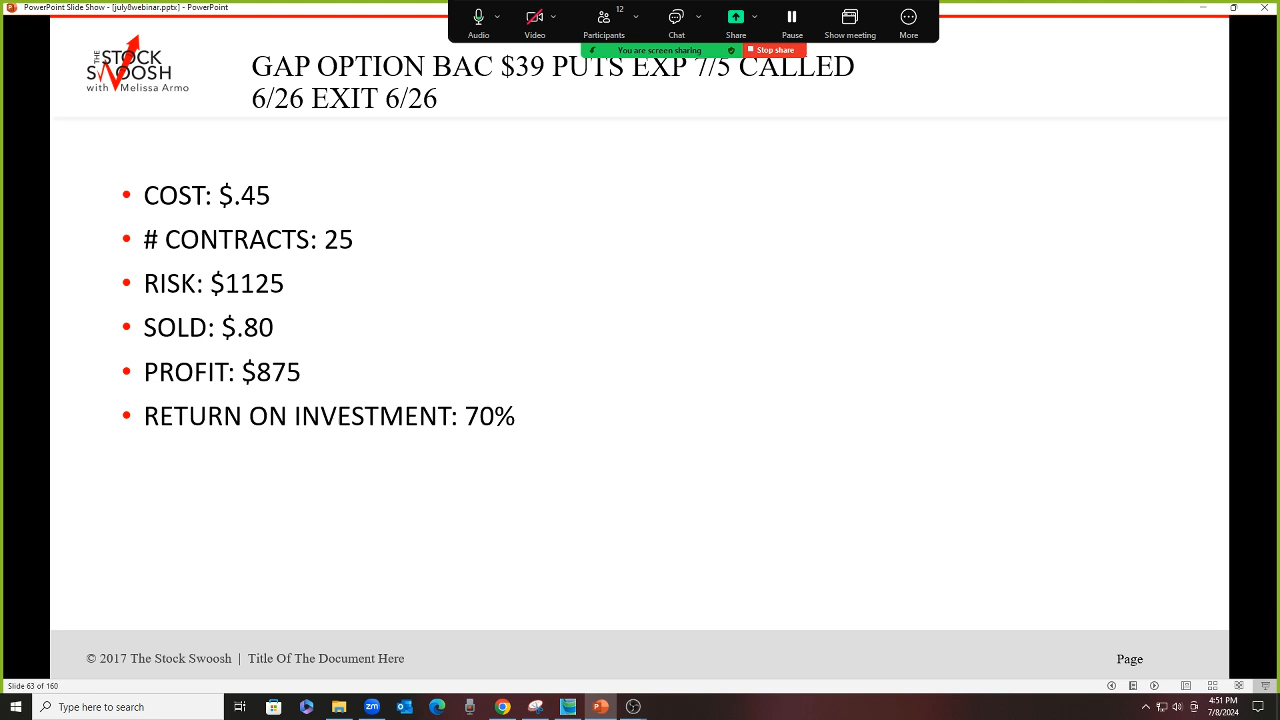 PowerPoint Slide Show - [july8webinar.pptx] - PowerPoint
Audio
Video
12
Participants
Chat
Share
Pause
Show meeting
More
You are screen sharing
Stop share
THE
STOCK
SWOOSH
with Melissa Armo
GAP OPTION BAC $39 PUTS EXP 7/5 CALLED
6/26 EXIT 6/26
• COST: $.45
• # CONTRACTS: 25
• RISK: $1125
• SOLD: $.80
• PROFIT: $875
• RETURN ON INVESTMENT: 70%
© 2017 The Stock Swoosh | Title Of The Document Here
Page
Slide 63 of 160
Type here to search
zm
4:51 PM
7/8/2024